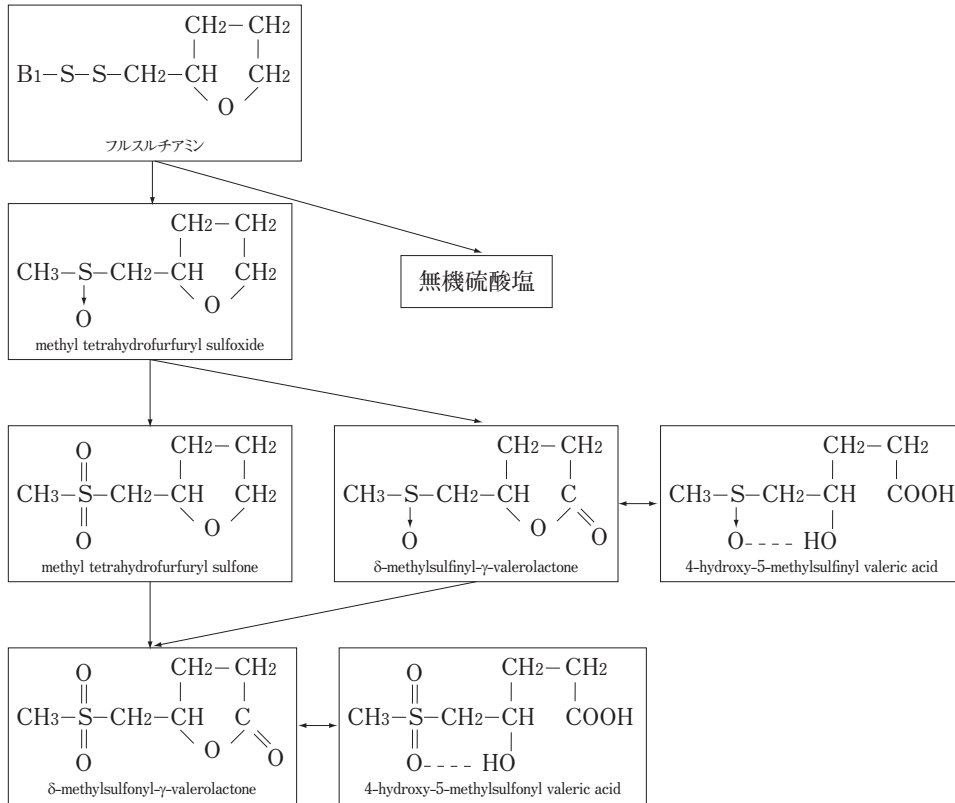 CH2-CH2
B1-S-S-CH2-CH CH2
O
フルスルチアミン
CH2-CH2
CH3-S-CH2-CH CH2
O
O
methyl tetrahydrofurfuryl sulfoxide
無機硫酸塩
O CH2-CH2
CH3-S-CH2-CH CH2
O O
methyl tetrahydrofurfuryl sulfone
CH2-CH2
CH3-S-CH2-CH C
O O O
δ-methylsulfinyl-γ-valerolactone
CH2-CH2
CH3-S-CH2-CH COOH
O---- HO
4-hydroxy-5-methylsulfinyl valeric acid
O CH2-CH2
CH3-S-CH2-CH C
O O O
δ-methylsulfonyl-γ-valerolactone
O CH2-CH2
CH3-S-CH2-CH COOH
O---- HO
4-hydroxy-5-methylsulfonyl valeric acid